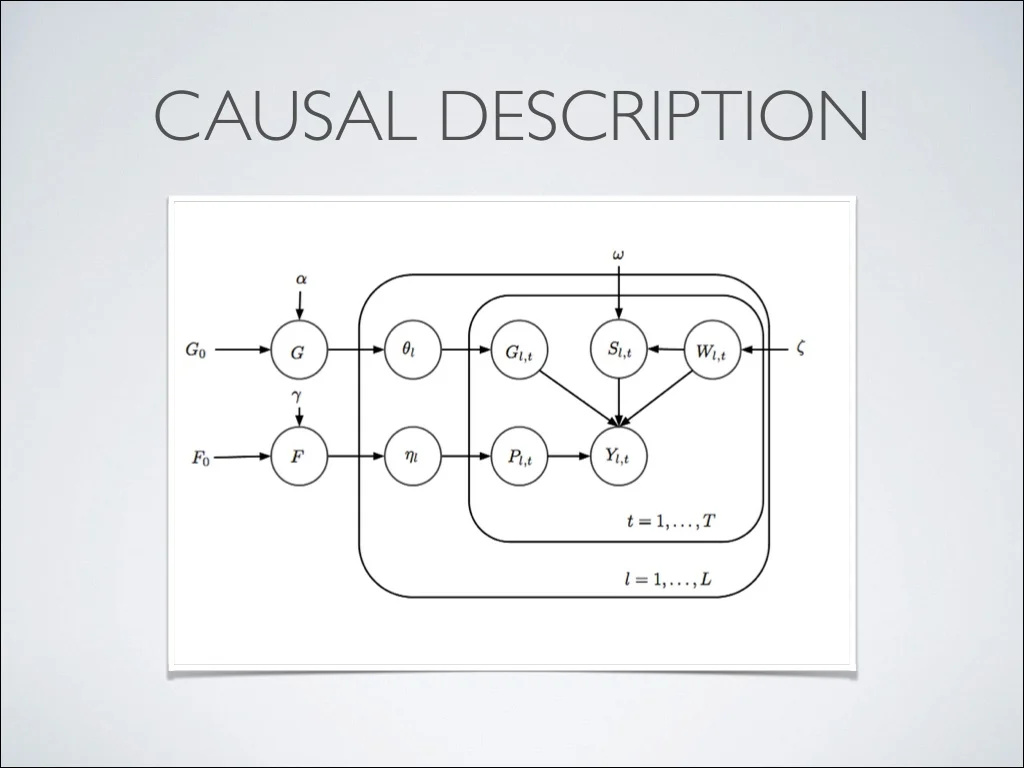 CAUSAL DESCRIPTION
ω
α
G₀ G θₗ Gₗ,ₜ Sₗ,ₜ Wₗ,ₜ ζ
γ
F₀ F ηₗ Pₗ,ₜ Yₗ,ₜ
t = 1, . . . , T
l = 1, . . . , L